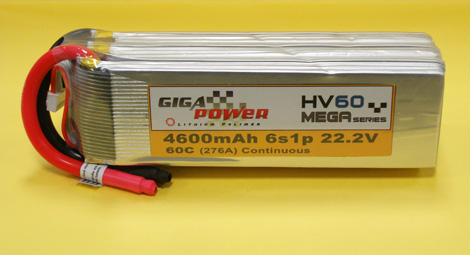 GIGA
POWER
LITHIUM POLYMER
HV60
MEGA SERIES
4600mAh 6s1p 22.2V
60C (276A) Continuous